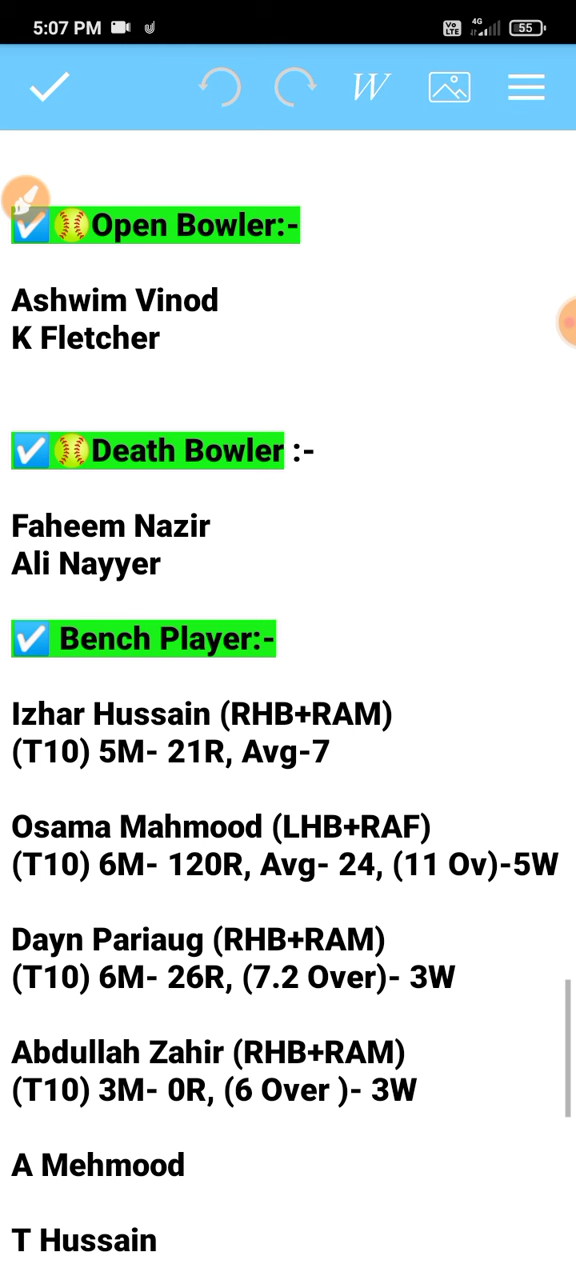 5:07 PM
Vo LTE 4G 55
W
Open Bowler:-
Ashwim Vinod
K Fletcher
Death Bowler :-
Faheem Nazir
Ali Nayyer
Bench Player:-
Izhar Hussain (RHB+RAM)
(T10) 5M- 21R, Avg-7
Osama Mahmood (LHB+RAF)
(T10) 6M- 120R, Avg- 24, (11 Ov)-5W
Dayn Pariaug (RHB+RAM)
(T10) 6M- 26R, (7.2 Over)- 3W
Abdullah Zahir (RHB+RAM)
(T10) 3M- 0R, (6 Over )- 3W
A Mehmood
T Hussain